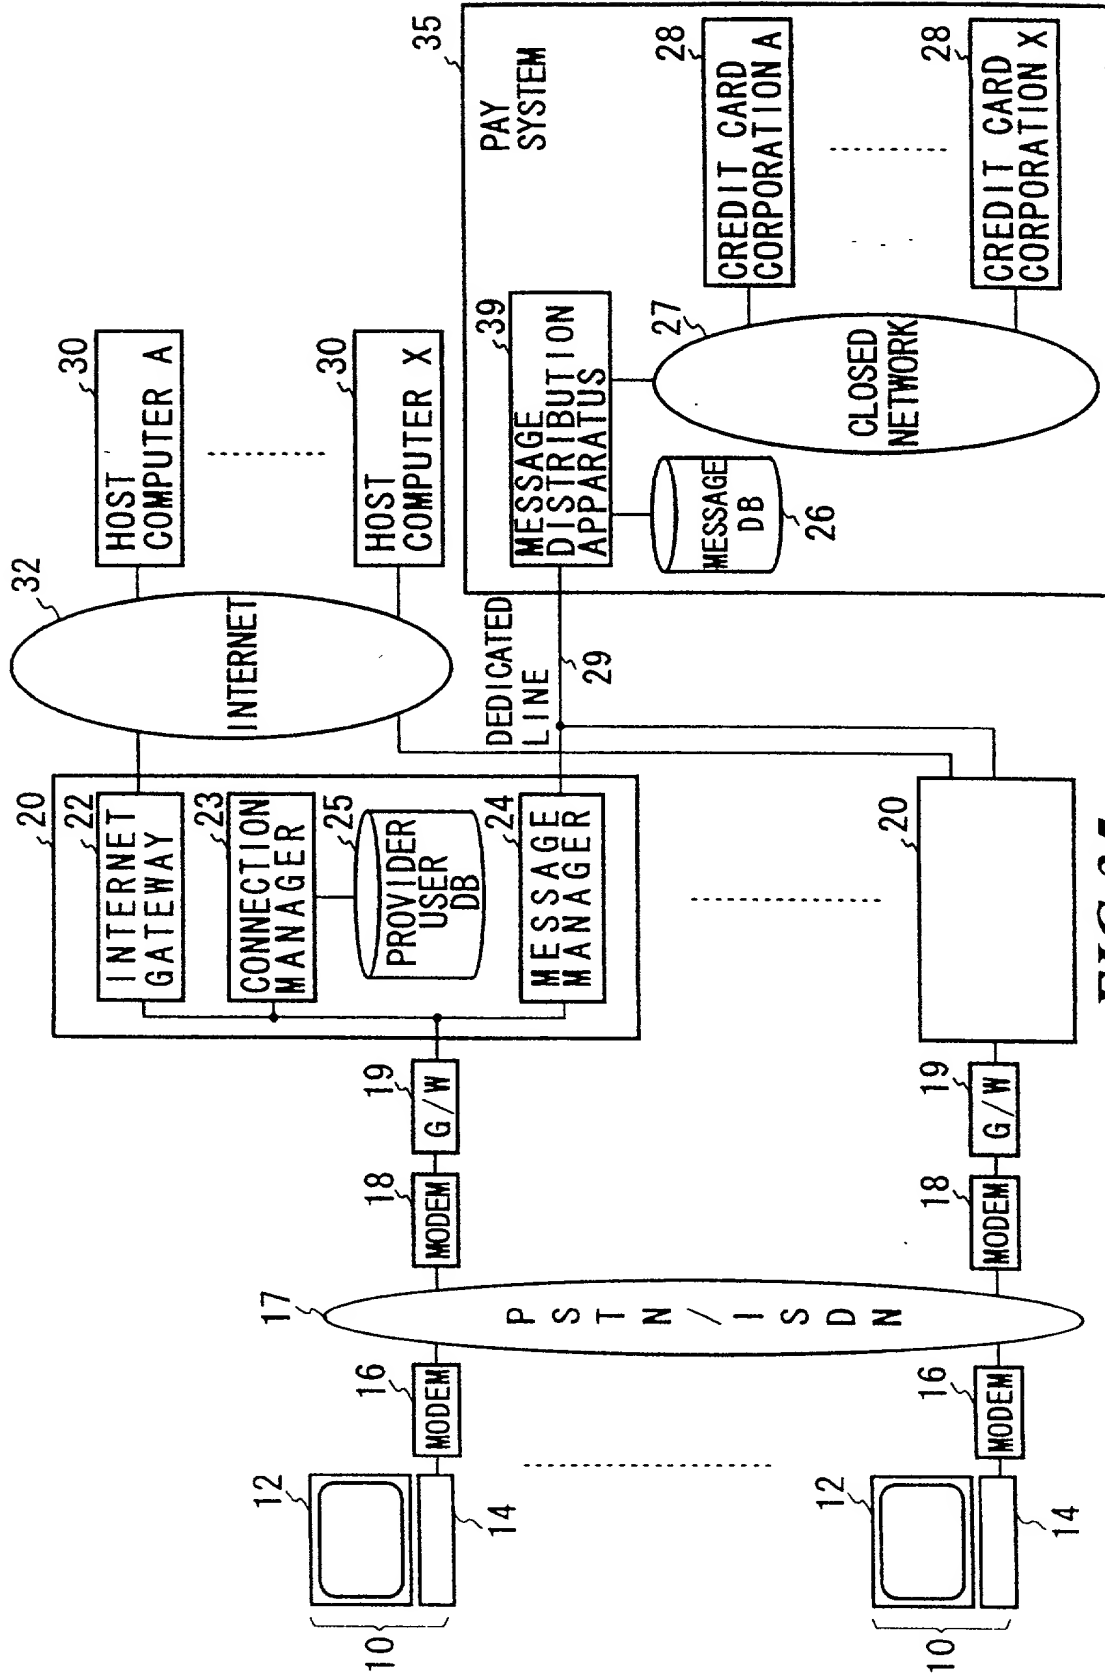 10
12
14
16
MODEM
17
PSTN/ISDN
18
MODEM
19
G/W
20
22
INTERNET
GATEWAY
23
CONNECTION
MANAGER
25
PROVIDER
USER
DB
24
MESSAGE
MANAGER
32
INTERNET
30
HOST
COMPUTER A
30
HOST
COMPUTER X
DEDICATED
LINE
29
35
PAY
SYSTEM
39
MESSAGE
DISTRIBUTION
APPARATUS
MESSAGE
DB
26
27
CLOSED
NETWORK
28
CREDIT CARD
CORPORATION A
28
CREDIT CARD
CORPORATION X
10
12
14
16
MODEM
18
MODEM
19
G/W
20